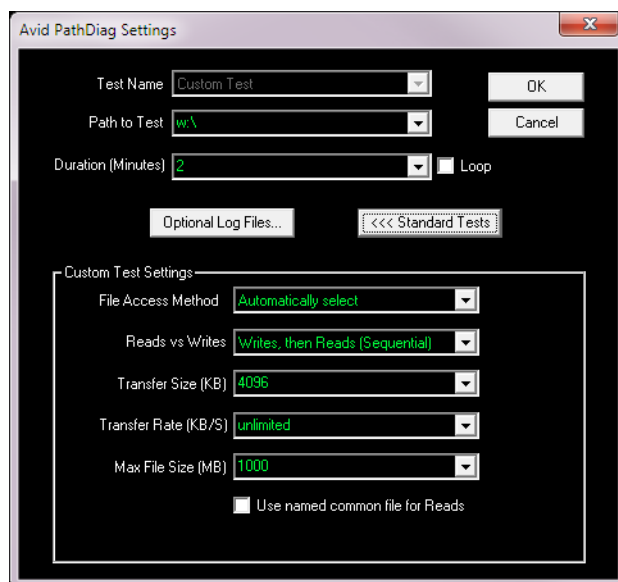 Avid PathDiag Settings
Test Name Custom Test OK
Path to Test w:\ Cancel
Duration (Minutes) 2 Loop
Optional Log Files... <<< Standard Tests
Custom Test Settings
File Access Method Automatically select
Reads vs Writes Writes, then Reads (Sequential)
Transfer Size (KB) 4096
Transfer Rate (KB/S) unlimited
Max File Size (MB) 1000
Use named common file for Reads